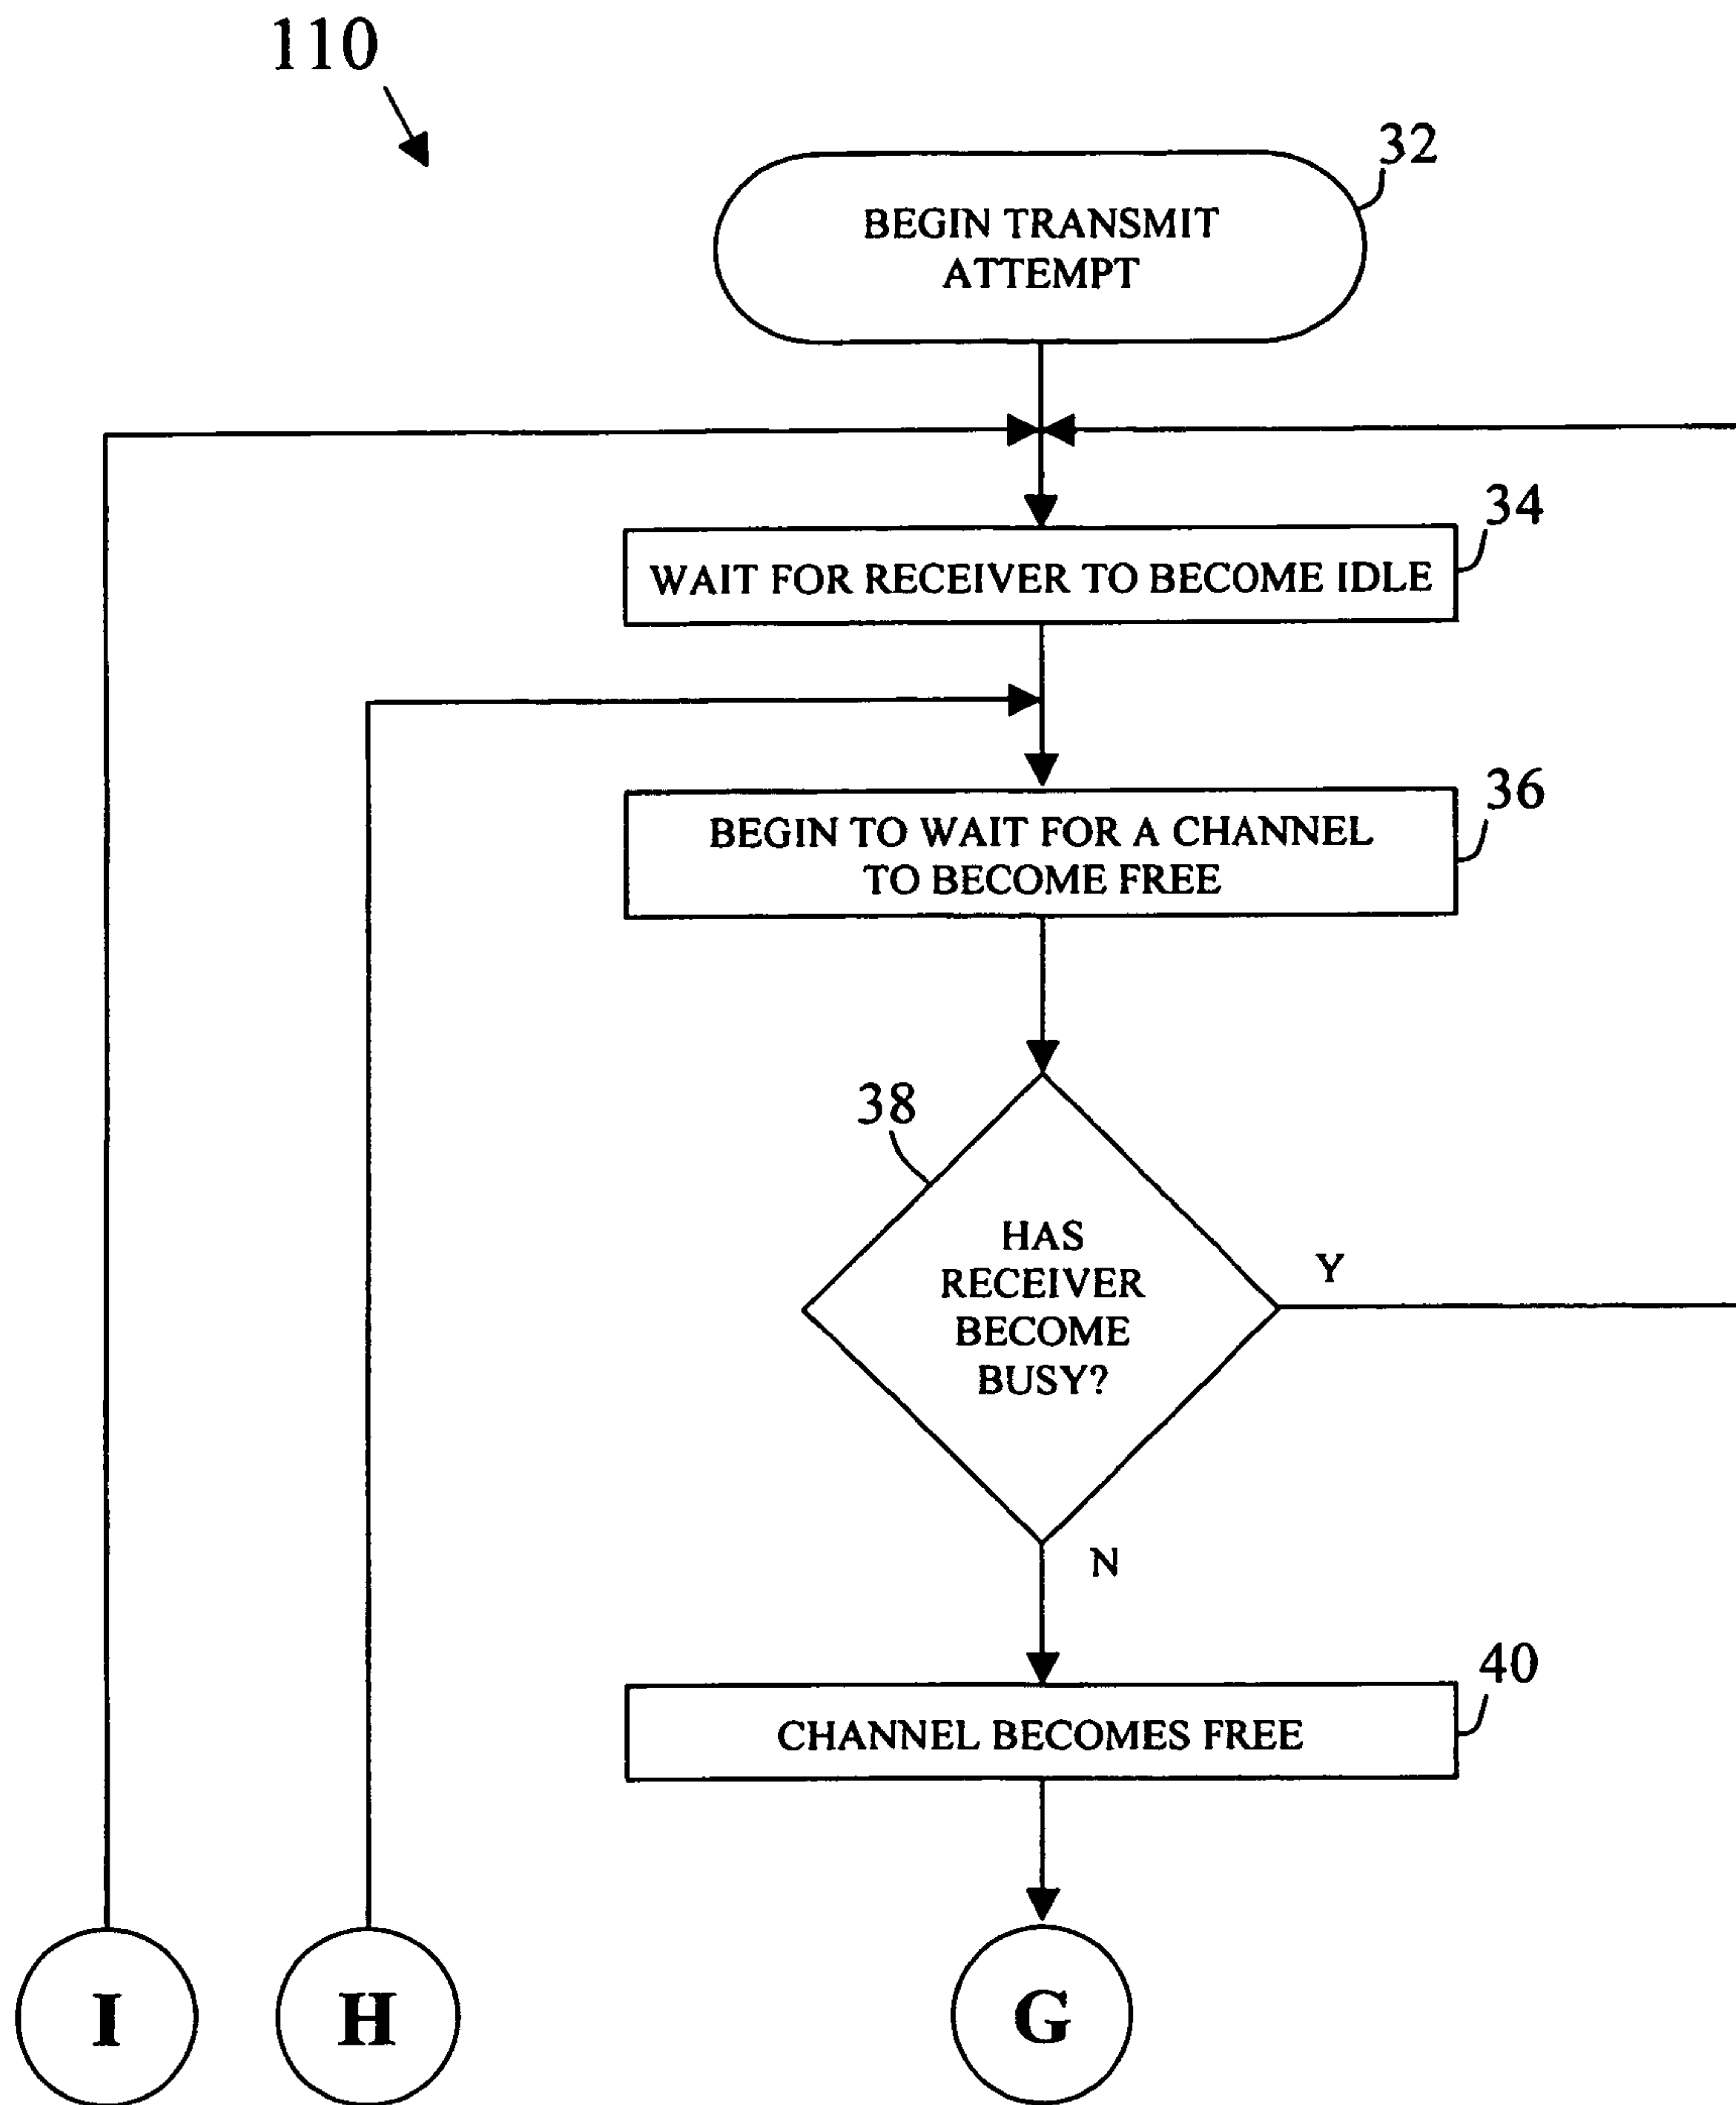 110
32
BEGIN TRANSMIT
ATTEMPT
34
WAIT FOR RECEIVER TO BECOME IDLE
36
BEGIN TO WAIT FOR A CHANNEL
TO BECOME FREE
38
HAS
RECEIVER
BECOME
BUSY?
Y
N
40
CHANNEL BECOMES FREE
I
H
G